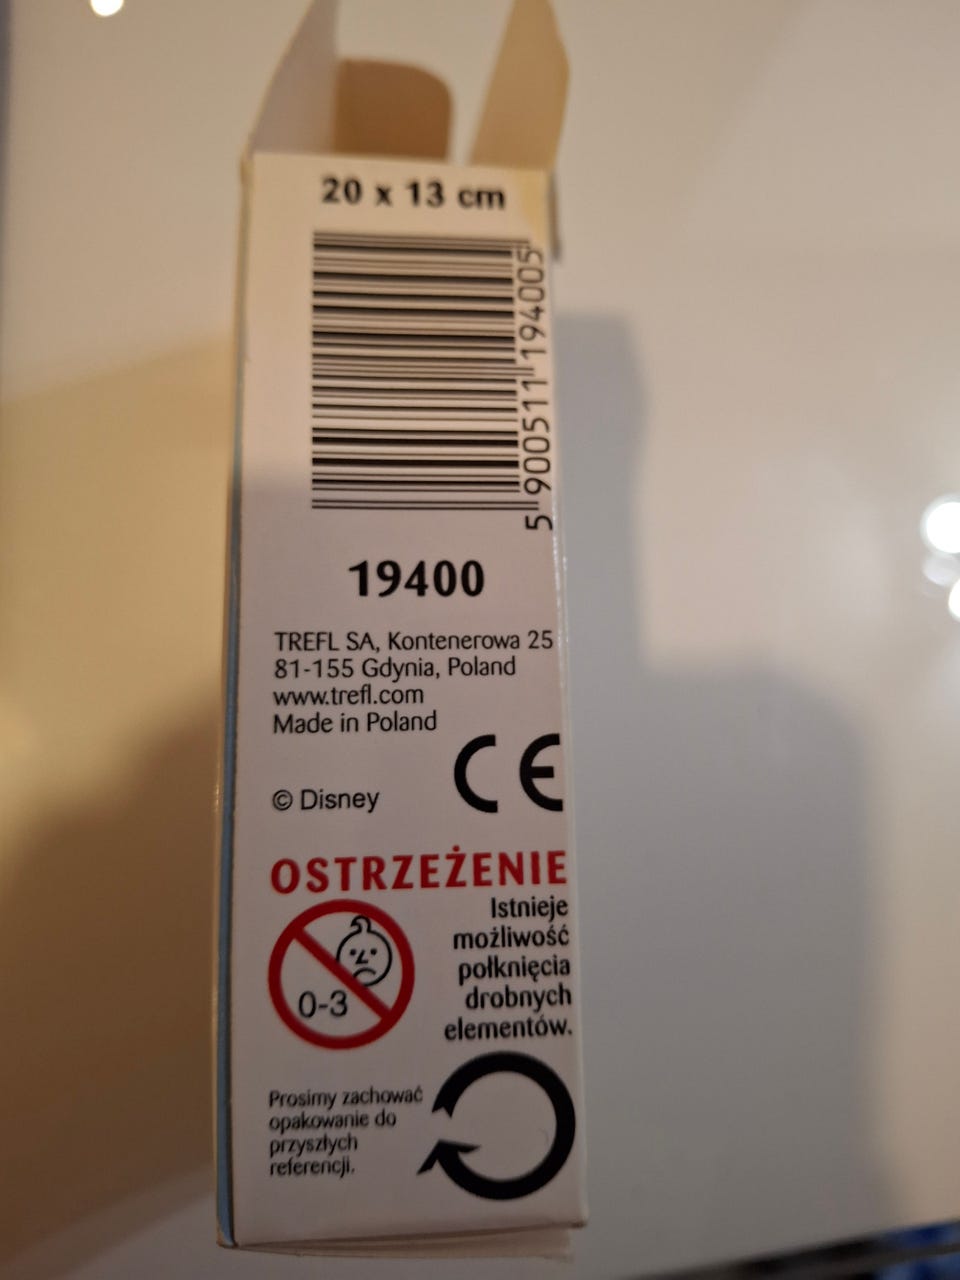 20 x 13 cm
5 900511 194005
19400
TREFL SA, Kontenerowa 25
81-155 Gdynia, Poland
www.trefl.com
Made in Poland
CE
© Disney
OSTRZEŻENIE
0-3
Istnieje
możliwość
połknięcia
drobnych
elementów.
Prosimy zachować
opakowanie do
przyszłych
referencji.